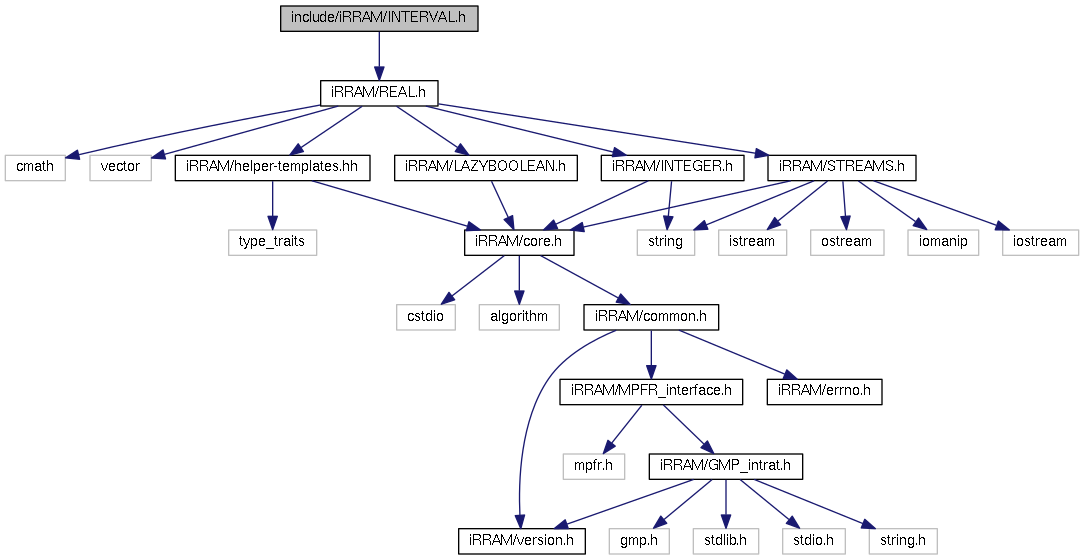 include/iRRAM/INTERVAL.h
iRRAM/REAL.h
cmath
vector
iRRAM/helper-templates.hh
iRRAM/LAZYBOOLEAN.h
iRRAM/INTEGER.h
iRRAM/STREAMS.h
type_traits
iRRAM/core.h
string
istream
ostream
iomanip
iostream
cstdio
algorithm
iRRAM/common.h
iRRAM/MPFR_interface.h
iRRAM/errno.h
mpfr.h
iRRAM/GMP_intrat.h
iRRAM/version.h
gmp.h
stdlib.h
stdio.h
string.h